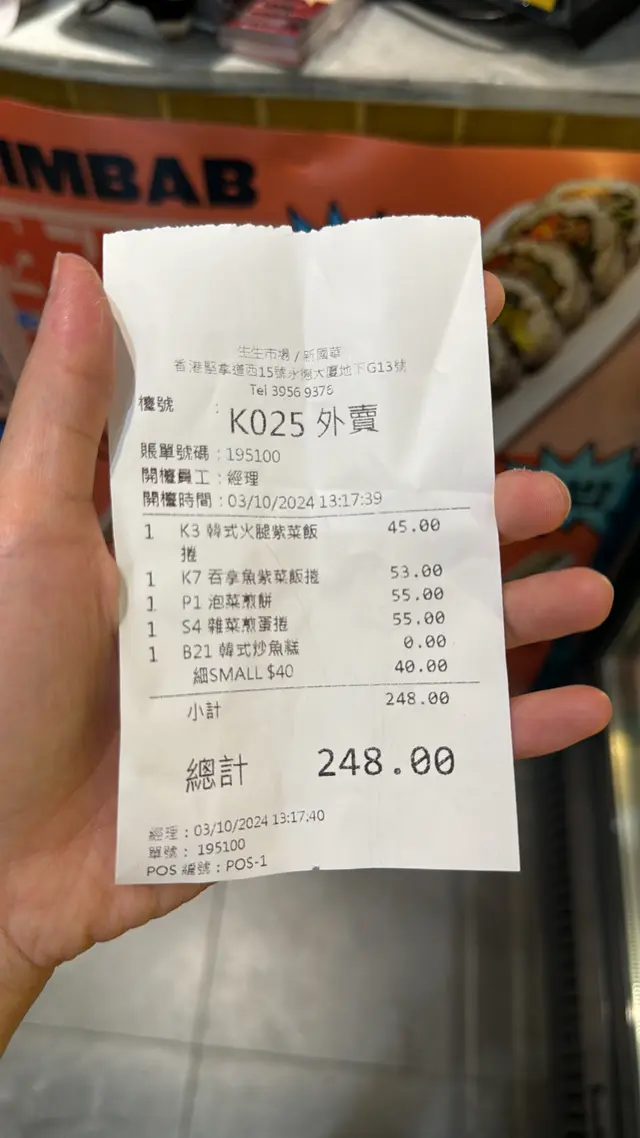 IMBAB
生生市場 / 新國華
香港堅拿道西15號永德大廈地下G13號
Tel 3956 9376
檯號 :
K025 外賣
賬單號碼 : 195100
開檯員工 : 經理
開檯時間 : 03/10/2024 13:17:39
1 K3 韓式火腿紫菜飯 45.00
捲
1 K7 吞拿魚紫菜飯捲 53.00
1 P1 泡菜煎餅 55.00
1 S4 雜菜煎蛋捲 55.00
1 B21 韓式炒魚糕 0.00
細SMALL $40 40.00
小計 248.00
總計 248.00
經理 : 03/10/2024 13:17:40
單號 : 195100
POS 編號 : POS-1